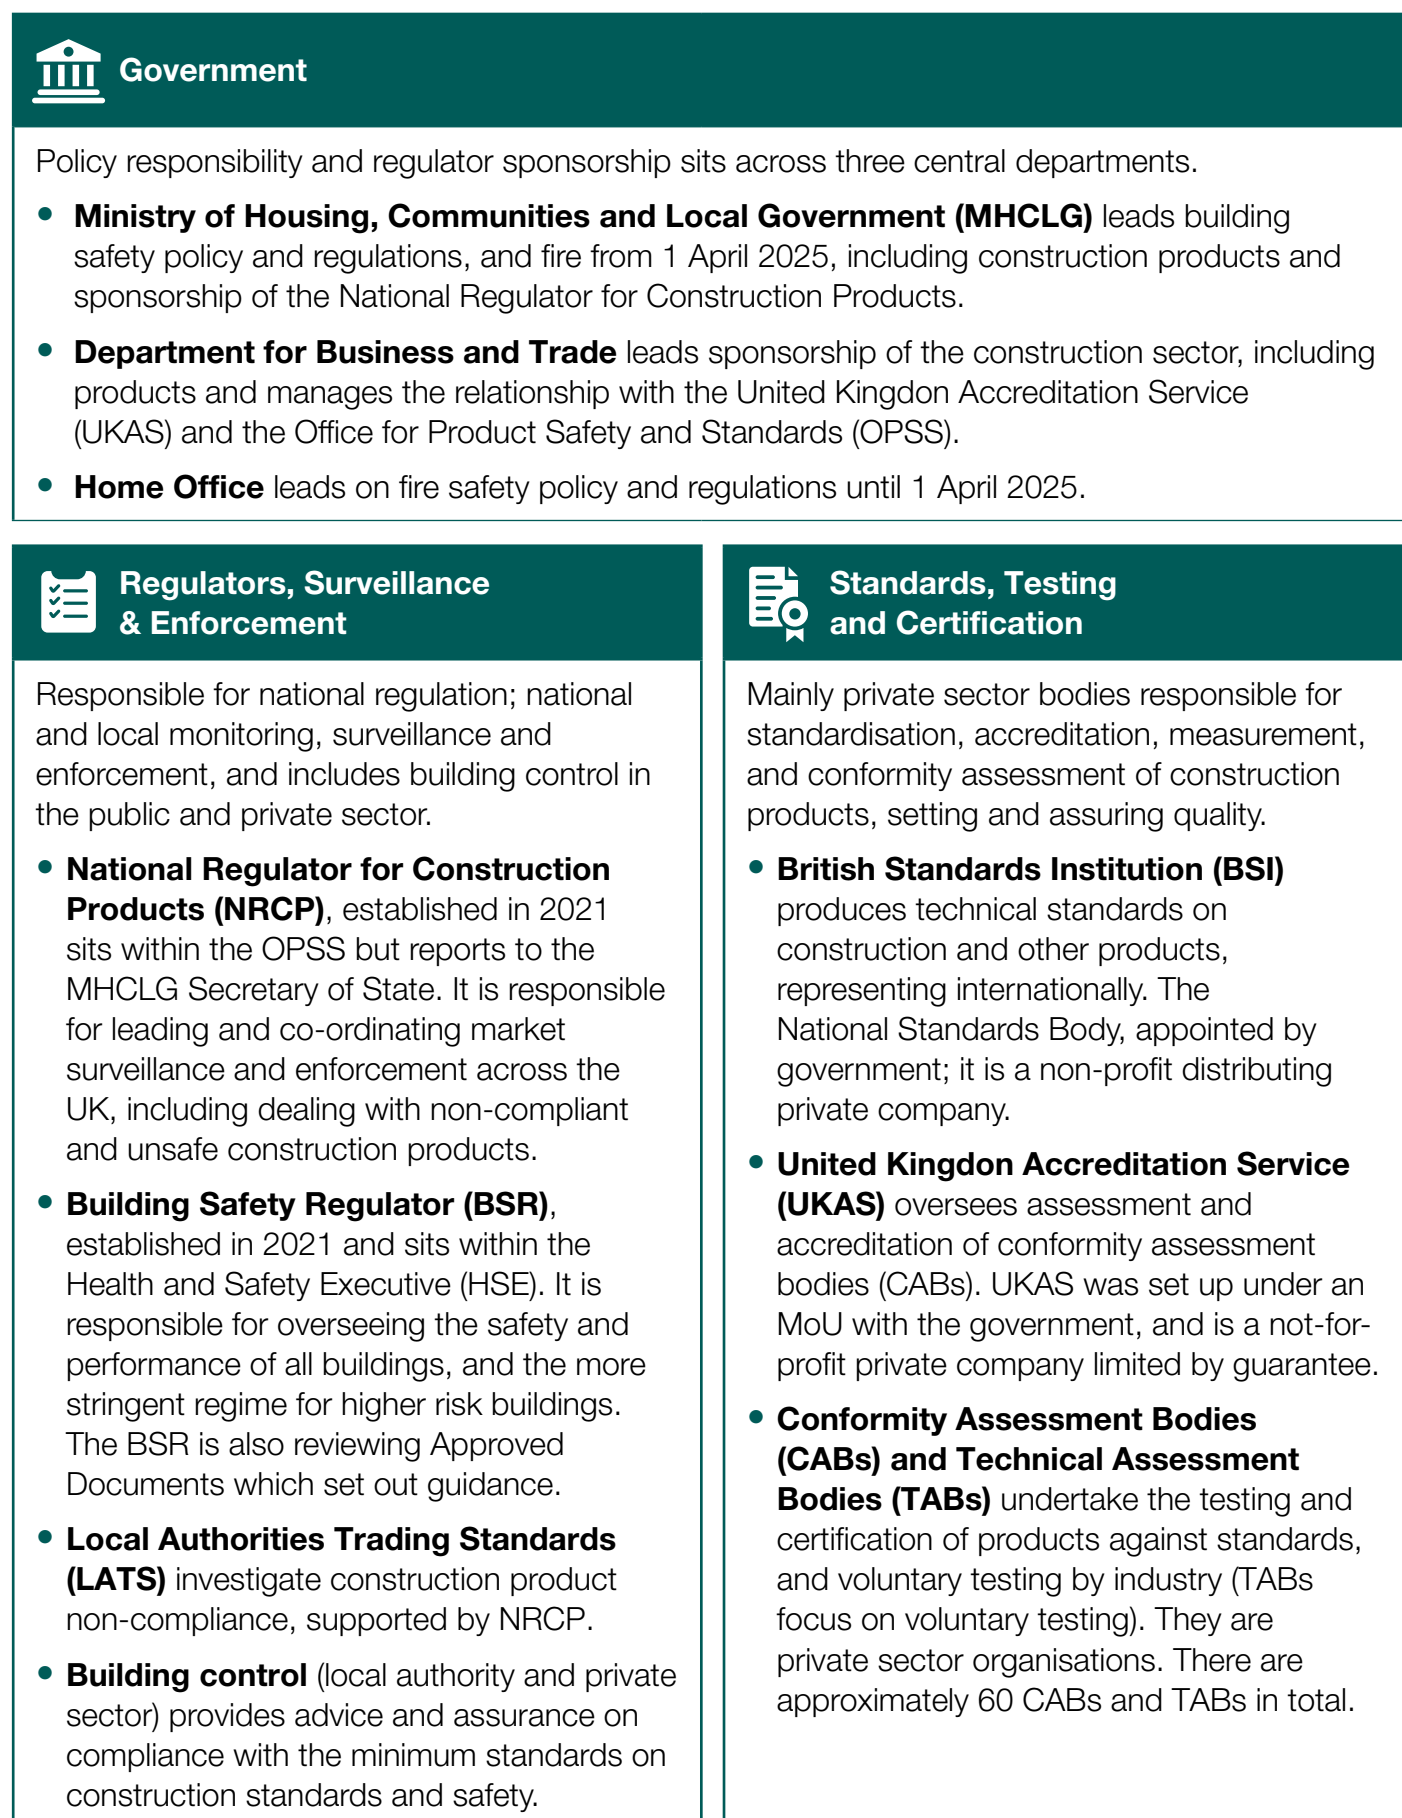 Government
Policy responsibility and regulator sponsorship sits across three central departments.
• Ministry of Housing, Communities and Local Government (MHCLG) leads building
safety policy and regulations, and fire from 1 April 2025, including construction products and
sponsorship of the National Regulator for Construction Products.
• Department for Business and Trade leads sponsorship of the construction sector, including
products and manages the relationship with the United Kingdon Accreditation Service
(UKAS) and the Office for Product Safety and Standards (OPSS).
• Home Office leads on fire safety policy and regulations until 1 April 2025.
Regulators, Surveillance
& Enforcement
Responsible for national regulation; national
and local monitoring, surveillance and
enforcement, and includes building control in
the public and private sector.
• National Regulator for Construction
Products (NRCP), established in 2021
sits within the OPSS but reports to the
MHCLG Secretary of State. It is responsible
for leading and co-ordinating market
surveillance and enforcement across the
UK, including dealing with non-compliant
and unsafe construction products.
• Building Safety Regulator (BSR),
established in 2021 and sits within the
Health and Safety Executive (HSE). It is
responsible for overseeing the safety and
performance of all buildings, and the more
stringent regime for higher risk buildings.
The BSR is also reviewing Approved
Documents which set out guidance.
• Local Authorities Trading Standards
(LATS) investigate construction product
non-compliance, supported by NRCP.
• Building control (local authority and private
sector) provides advice and assurance on
compliance with the minimum standards on
construction standards and safety.
Standards, Testing
and Certification
Mainly private sector bodies responsible for
standardisation, accreditation, measurement,
and conformity assessment of construction
products, setting and assuring quality.
• British Standards Institution (BSI)
produces technical standards on
construction and other products,
representing internationally. The
National Standards Body, appointed by
government; it is a non-profit distributing
private company.
• United Kingdon Accreditation Service
(UKAS) oversees assessment and
accreditation of conformity assessment
bodies (CABs). UKAS was set up under an
MoU with the government, and is a not-for-
profit private company limited by guarantee.
• Conformity Assessment Bodies
(CABs) and Technical Assessment
Bodies (TABs) undertake the testing and
certification of products against standards,
and voluntary testing by industry (TABs
focus on voluntary testing). They are
private sector organisations. There are
approximately 60 CABs and TABs in total.